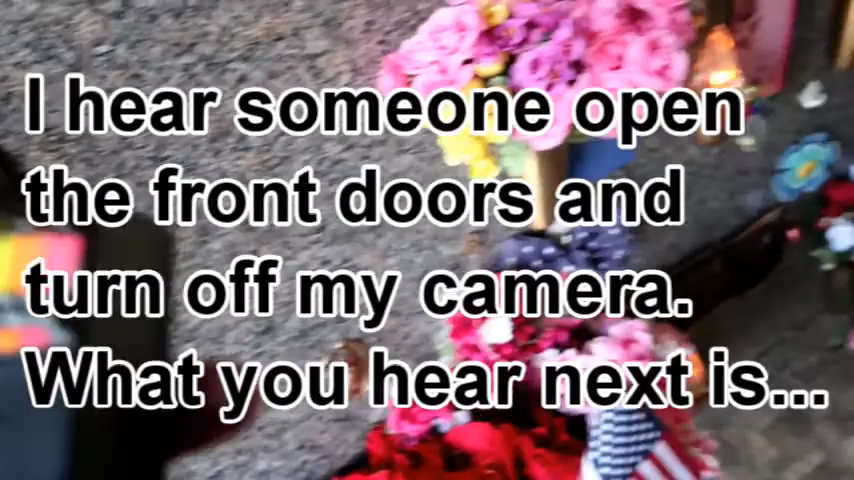 I hear someone open
the front doors and
turn off my camera.
What you hear next is...